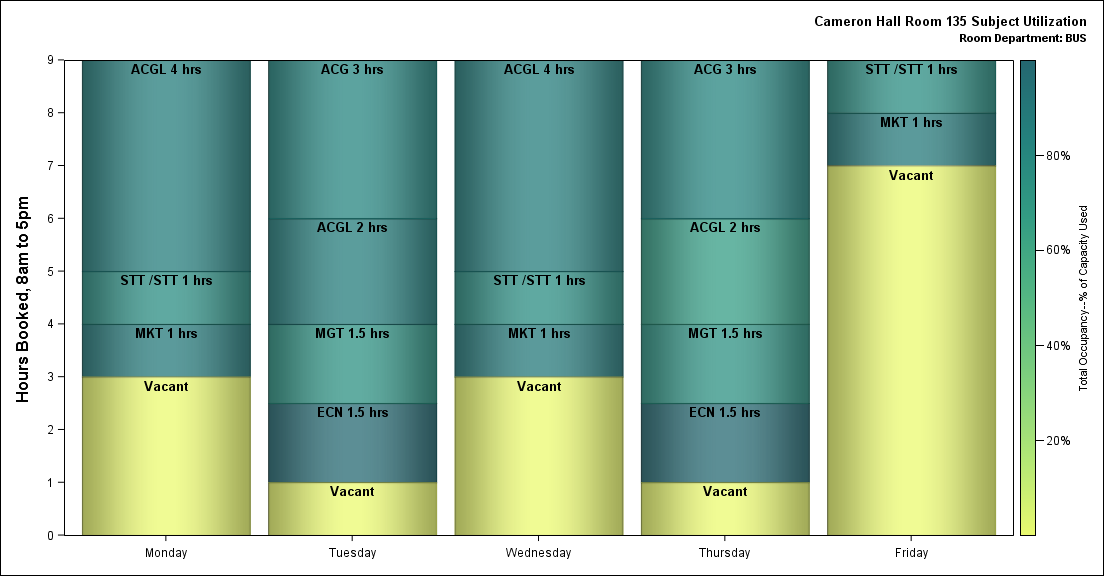 Cameron Hall Room 135 Subject Utilization
Room Department: BUS
Hours Booked, 8am to 5pm
9
8
7
6
5
4
3
2
1
0
ACGL 4 hrs
STT /STT 1 hrs
MKT 1 hrs
Vacant
ACG 3 hrs
ACGL 2 hrs
MGT 1.5 hrs
ECN 1.5 hrs
Vacant
ACGL 4 hrs
STT /STT 1 hrs
MKT 1 hrs
Vacant
ACG 3 hrs
ACGL 2 hrs
MGT 1.5 hrs
ECN 1.5 hrs
Vacant
STT /STT 1 hrs
MKT 1 hrs
Vacant
Monday
Tuesday
Wednesday
Thursday
Friday
80%
60%
40%
20%
Total Occupancy--% of Capacity Used